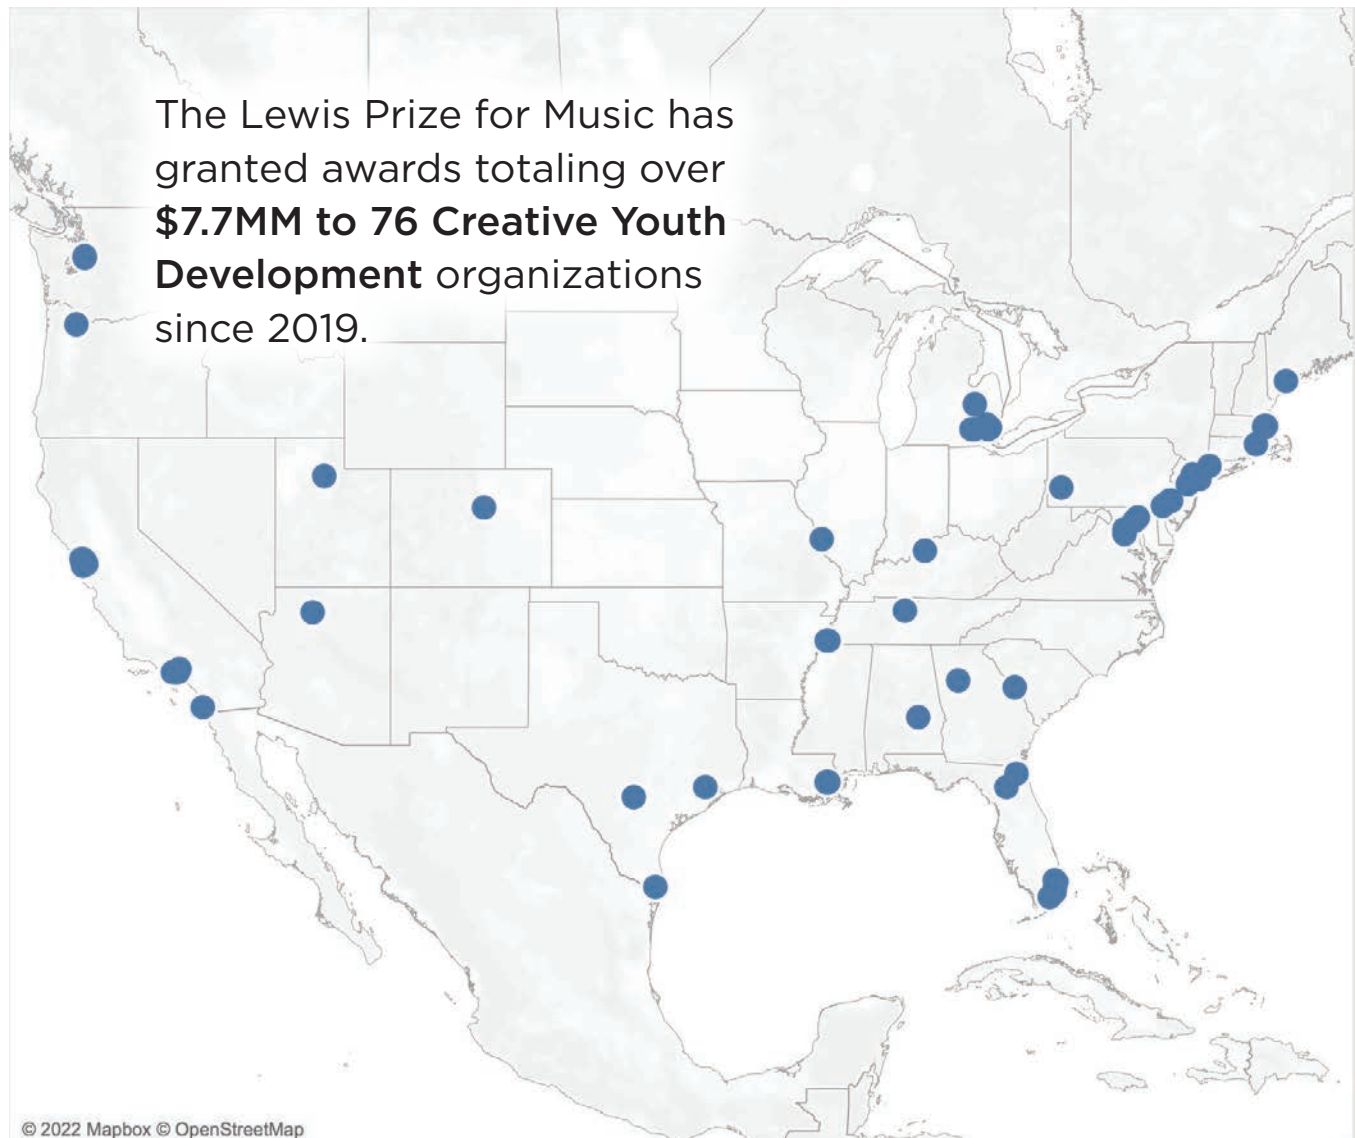 The Lewis Prize for Music has
granted awards totaling over
$7.7MM to 76 Creative Youth
Development organizations
since 2019.
© 2022 Mapbox © OpenStreetMap